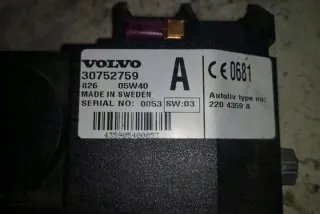 VOLVO
30752759
826 05W40
MADE IN SWEDEN
SERIAL NO: 0053 SW:03
A
CE 0681
Autoliv type no:
220 4359 A
435905400053